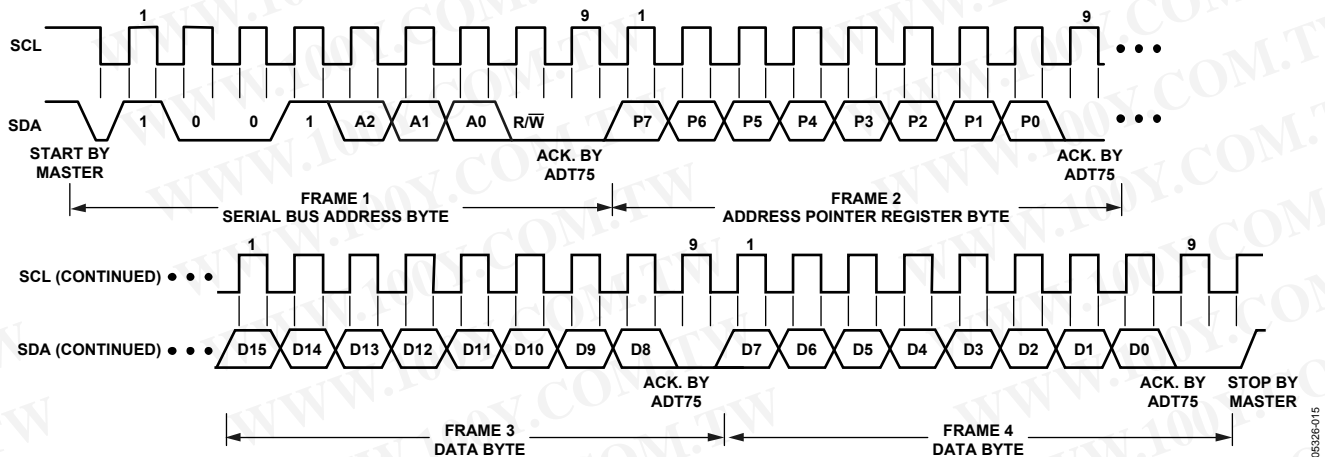 1 9 1 9
SCL
SDA 1 0 0 1 A2 A1 A0 R/W̅ P7 P6 P5 P4 P3 P2 P1 P0
START BY MASTER
ACK. BY ADT75
ACK. BY ADT75
FRAME 1
SERIAL BUS ADDRESS BYTE
FRAME 2
ADDRESS POINTER REGISTER BYTE
1 9 1 9
SCL (CONTINUED)
SDA (CONTINUED) D15 D14 D13 D12 D11 D10 D9 D8 D7 D6 D5 D4 D3 D2 D1 D0
ACK. BY ADT75
ACK. BY ADT75
STOP BY MASTER
FRAME 3
DATA BYTE
FRAME 4
DATA BYTE
05326-015
WWW.100Y.COM.TW